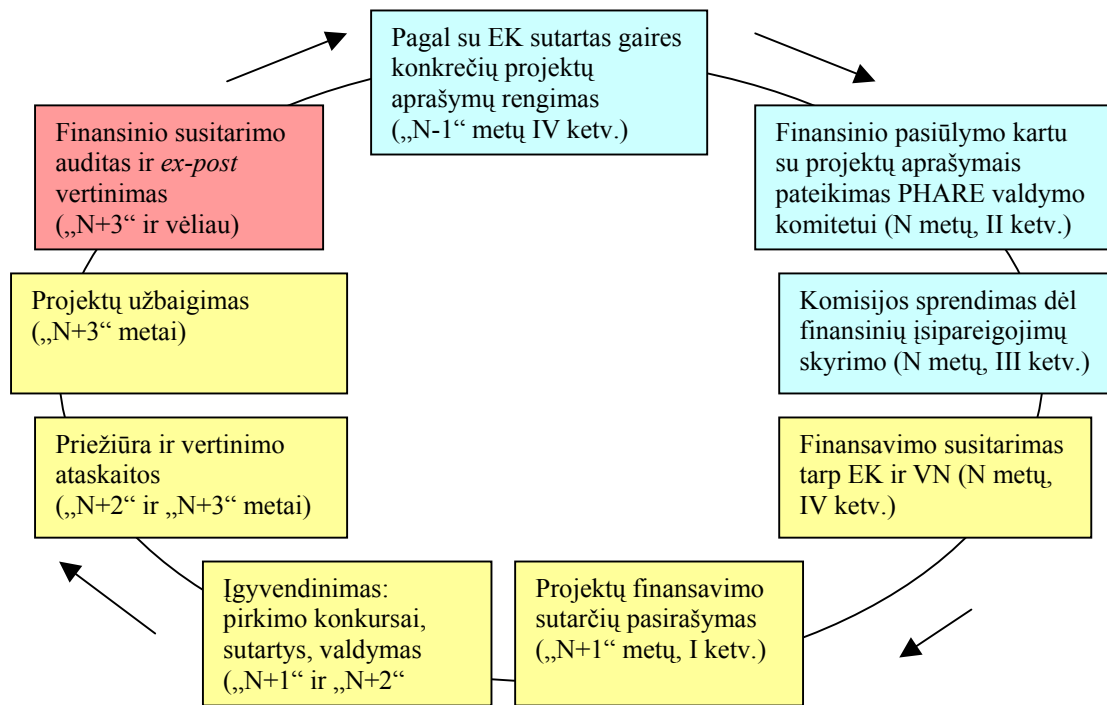 Pagal su EK sutartas gaires
konkrečių projektų
aprašymų rengimas
(„N-1“ metų IV ketv.)
Finansinio pasiūlymo kartu
su projektų aprašymais
pateikimas PHARE valdymo
komitetui (N metų, II ketv.)
Komisijos sprendimas dėl
finansinių įsipareigojimų
skyrimo (N metų, III ketv.)
Finansavimo susitarimas
tarp EK ir VN (N metų,
IV ketv.)
Projektų finansavimo
sutarčių pasirašymas
(„N+1“ metų, I ketv.)
Įgyvendinimas:
pirkimo konkursai,
sutartys, valdymas
(„N+1“ ir „N+2“
Priežiūra ir vertinimo
ataskaitos
(„N+2“ ir „N+3“ metai)
Projektų užbaigimas
(„N+3“ metai)
Finansinio susitarimo
auditas ir ex-post
vertinimas
(„N+3“ ir vėliau)